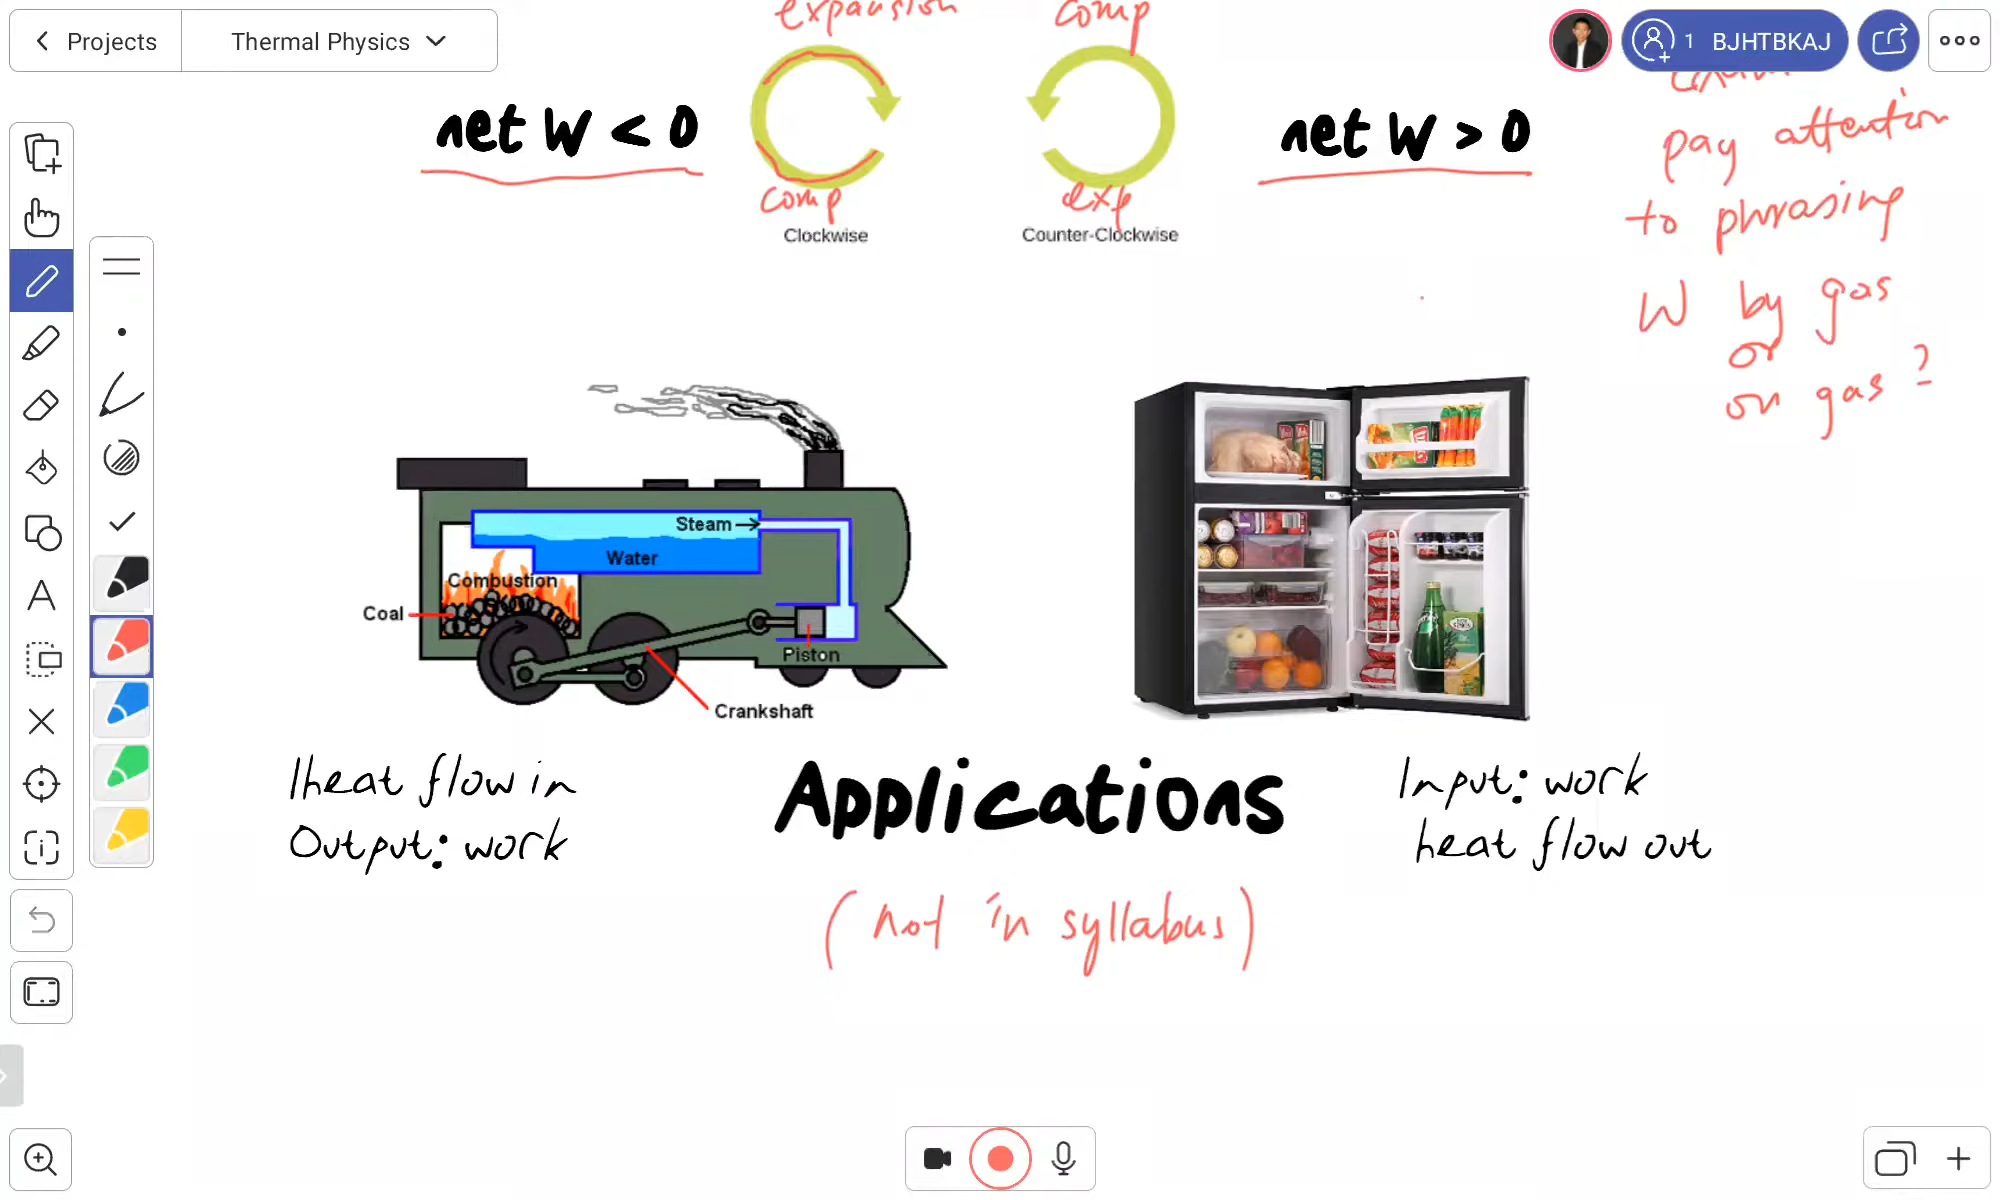 Projects
Thermal Physics
1 BJHTBKAJ
expansion
comp
net W < 0
net W > 0
comp
exp
Clockwise
Counter-Clockwise
pay attention
to phrasing
W by gas
or
on gas?
Steam
Water
Combustion
Coal
Piston
Crankshaft
heat flow in
Output: work
Applications
Input: work
heat flow out
(not in syllabus)